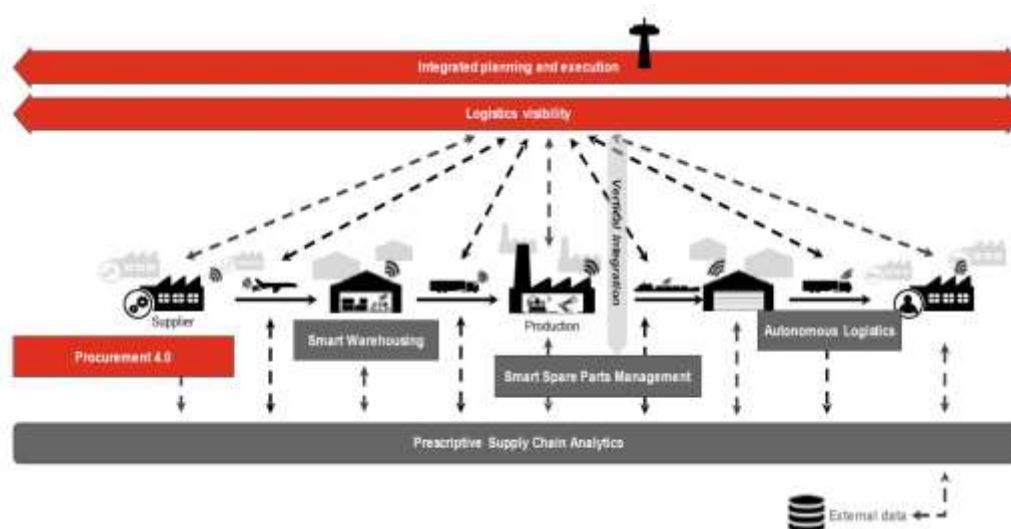 Integrated planning and execution
Logistics visibility
Vertical Integration
Supplier
Production
Procurement 4.0
Smart Warehousing
Smart Spare Parts Management
Autonomous Logistics
Prescriptive Supply Chain Analytics
External data